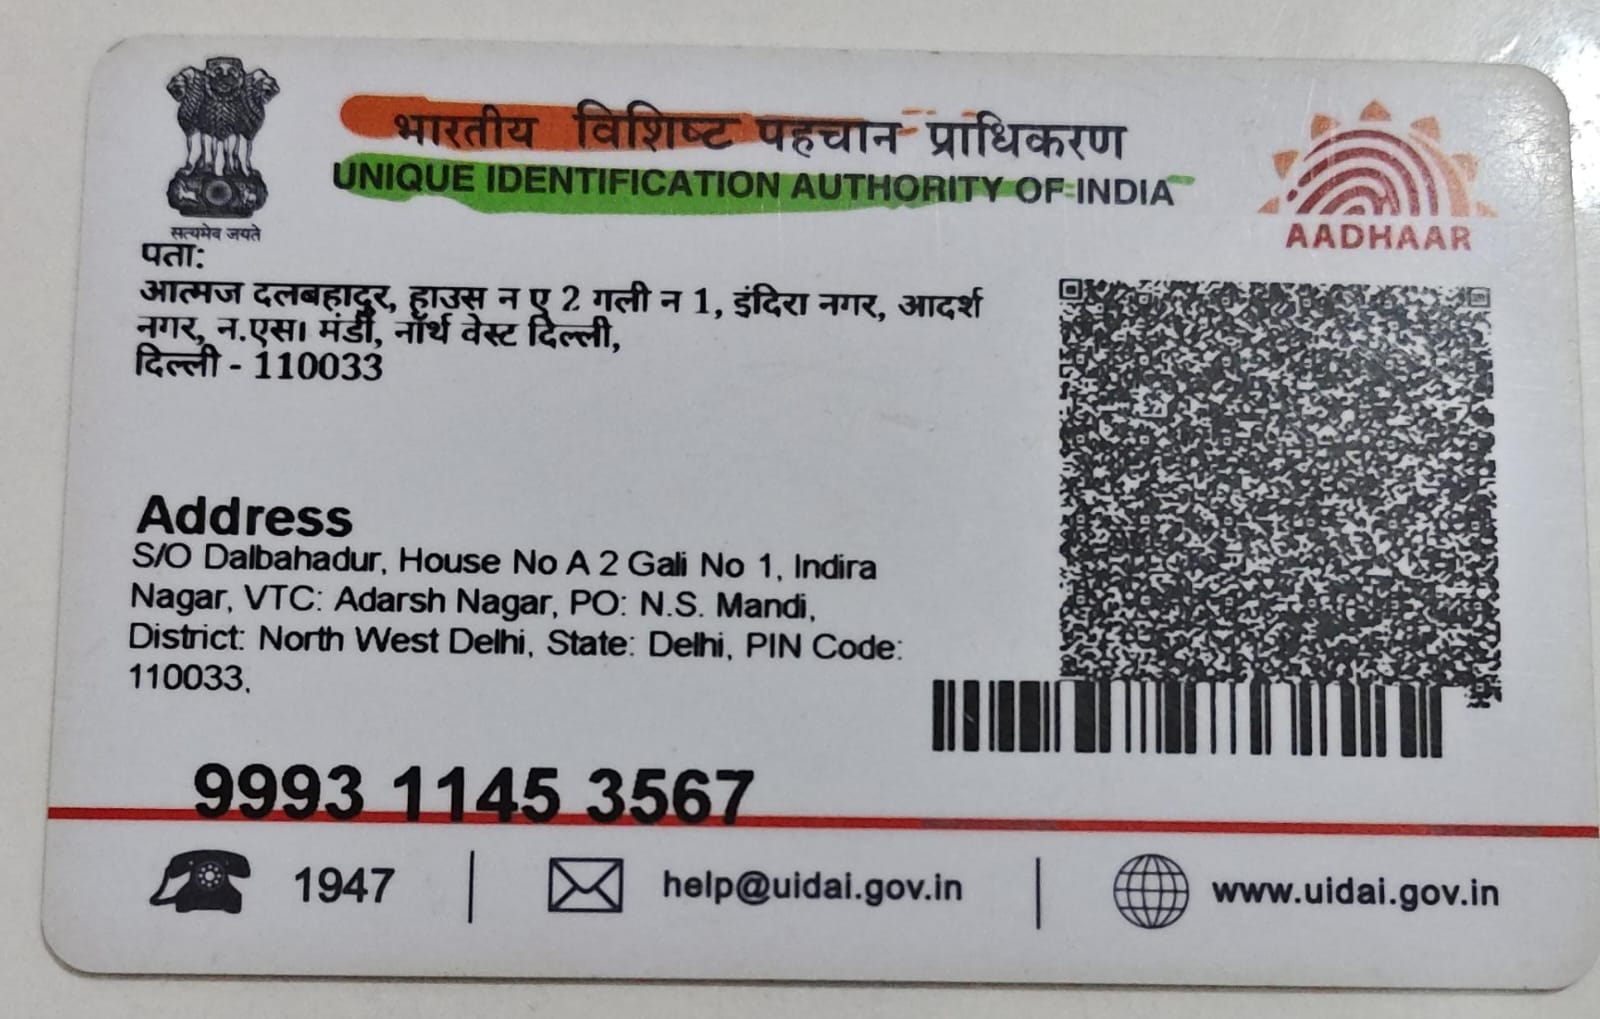 भारतीय विशिष्ट पहचान प्राधिकरण
UNIQUE IDENTIFICATION AUTHORITY OF INDIA
सत्यमेव जयते
AADHAAR
पता:
आत्मज दलबहादुर, हाउस न ए 2 गली न 1, इंदिरा नगर, आदर्श
नगर, न.एस। मंडी, नॉर्थ वेस्ट दिल्ली,
दिल्ली - 110033
Address
S/O Dalbahadur, House No A 2 Gali No 1, Indira
Nagar, VTC: Adarsh Nagar, PO: N.S. Mandi,
District: North West Delhi, State: Delhi, PIN Code:
110033,
9993 1145 3567
1947
help@uidai.gov.in
www.uidai.gov.in